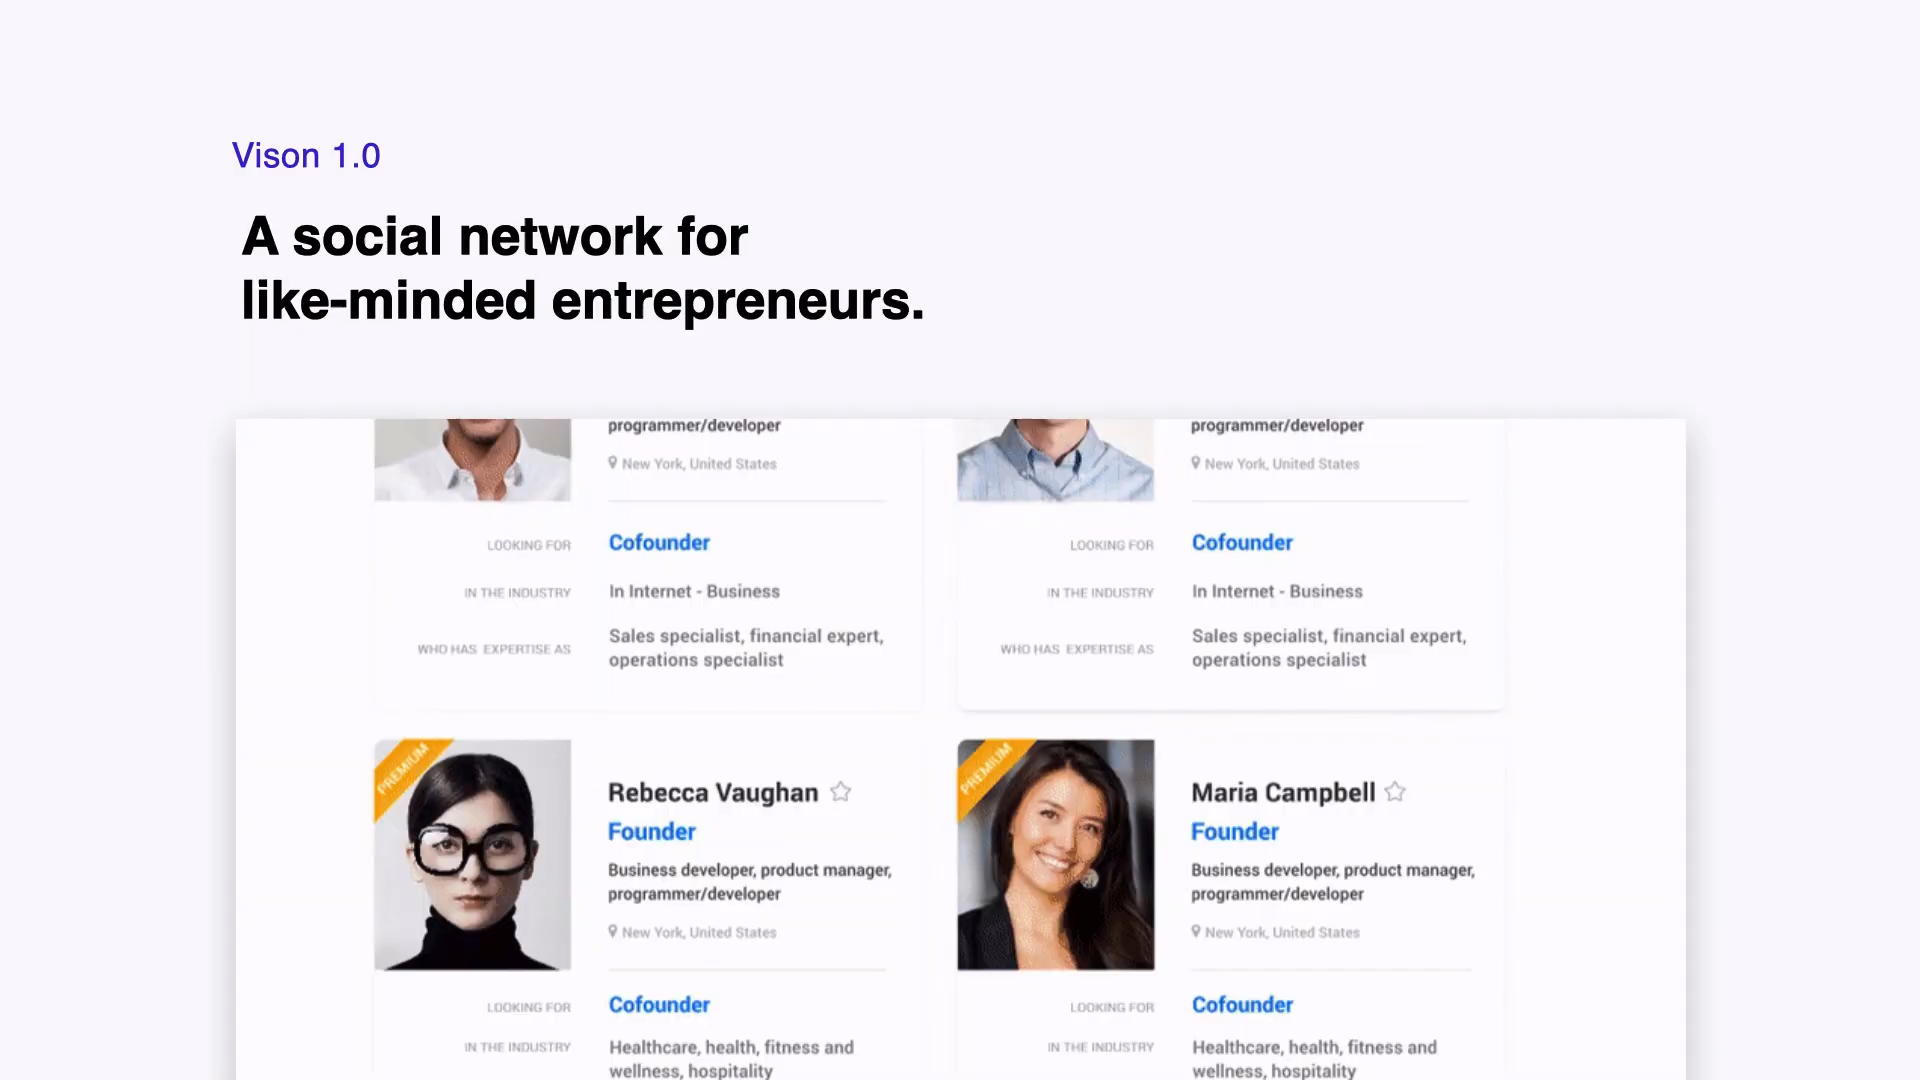 Vison 1.0
A social network for
like-minded entrepreneurs.
programmer/developer
New York, United States
LOOKING FOR
Cofounder
IN THE INDUSTRY
In Internet - Business
WHO HAS EXPERTISE AS
Sales specialist, financial expert,
operations specialist
programmer/developer
New York, United States
LOOKING FOR
Cofounder
IN THE INDUSTRY
In Internet - Business
WHO HAS EXPERTISE AS
Sales specialist, financial expert,
operations specialist
PREMIUM
Rebecca Vaughan
Founder
Business developer, product manager,
programmer/developer
New York, United States
LOOKING FOR
Cofounder
IN THE INDUSTRY
Healthcare, health, fitness and
wellness, hospitality
PREMIUM
Maria Campbell
Founder
Business developer, product manager,
programmer/developer
New York, United States
LOOKING FOR
Cofounder
IN THE INDUSTRY
Healthcare, health, fitness and
wellness, hospitality